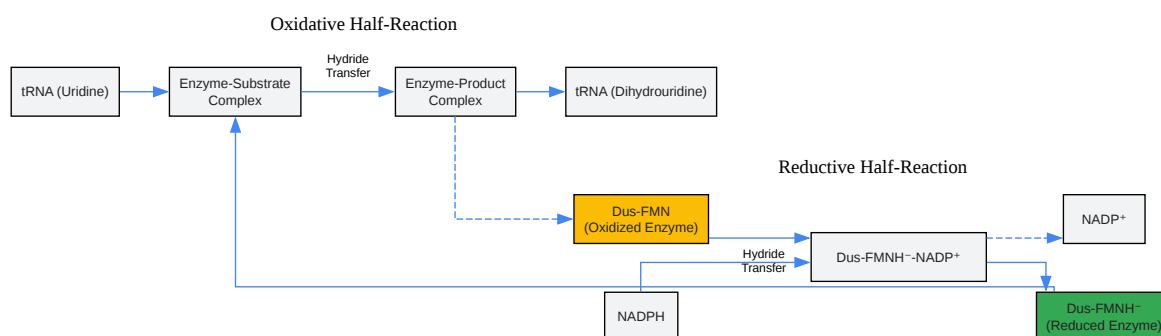 Oxidative Half-Reaction
Hydride
Transfer
tRNA (Uridine)
Enzyme-Substrate
Complex
Enzyme-Product
Complex
tRNA (Dihydrouridine)
Reductive Half-Reaction
Dus-FMN
(Oxidized Enzyme)
NADP⁺
Hydride
Transfer
Dus-FMNH⁻-NADP⁺
NADPH
Dus-FMNH⁻
(Reduced Enzyme)